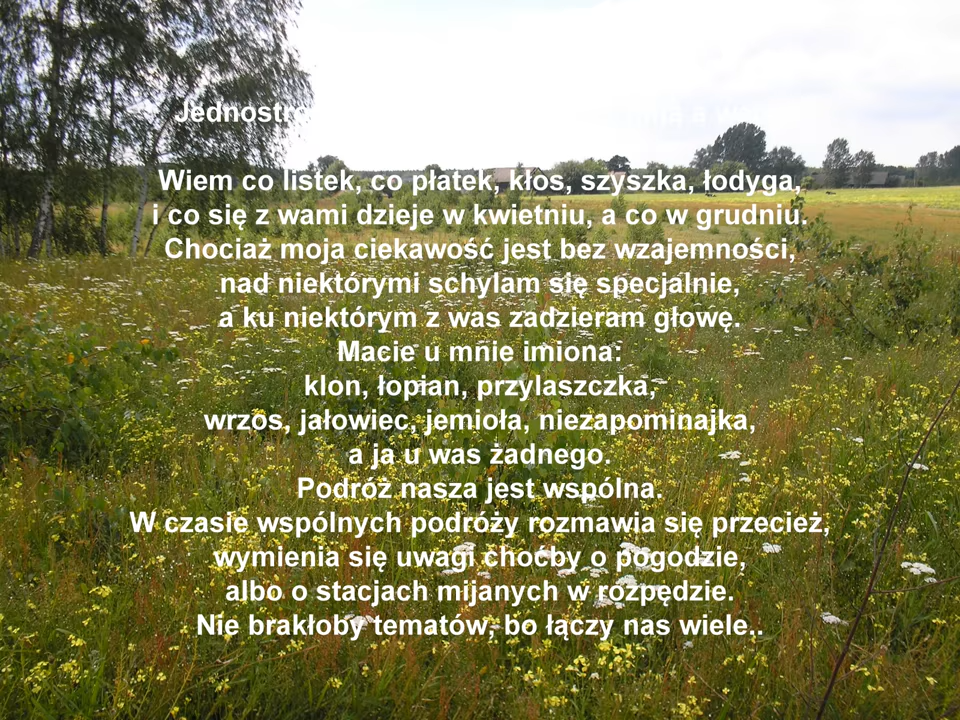 mną a
Wiem co listek, co płatek, kłos, szyszka, łodyga,
i co się z wami dzieje w kwietniu, a co w grudniu.
Chociaż moja ciekawość jest bez wzajemności,
nad niektórymi schylam się specjalnie,
a ku niektórym z was zadzieram głowę.
Macie u mnie imiona:
klon, łopian, przylaszczka,
wrzos, jałowiec, jemioła, niezapominajka,
a ja u was żadnego.
Podróż nasza jest wspólna.
W czasie wspólnych podróży rozmawia się przecież,
wymienia się uwagi choćby o pogodzie,
albo o stacjach mijanych w rozpędzie.
Nie brakłoby tematów, bo łączy nas wiele..